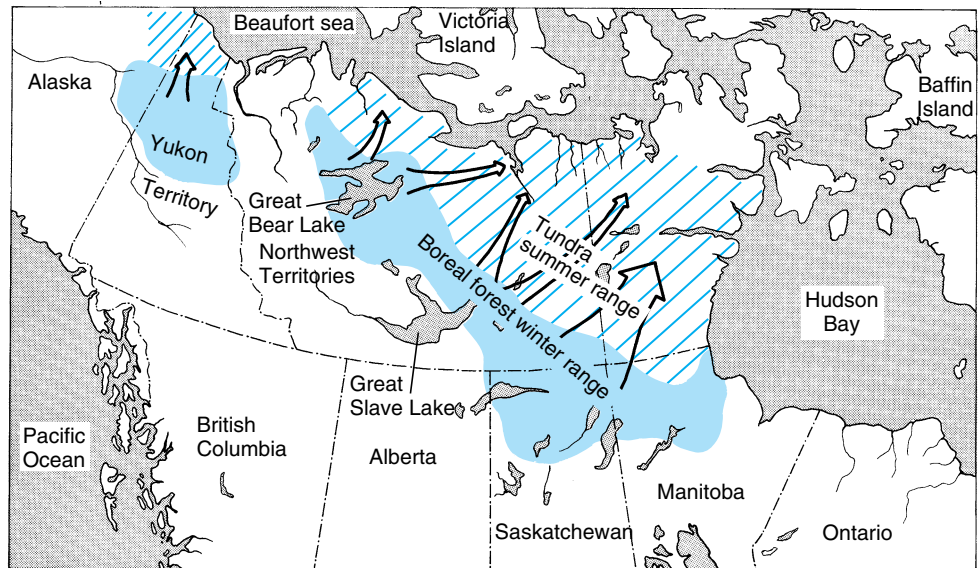 Beaufort sea
Victoria
Island
Alaska
Baffin
Island
Yukon
Territory
Great
Bear Lake
Northwest
Territories
Tundra
summer range
Boreal forest winter range
Hudson
Bay
Great
Slave Lake
Pacific
Ocean
British
Columbia
Alberta
Manitoba
Saskatchewan
Ontario